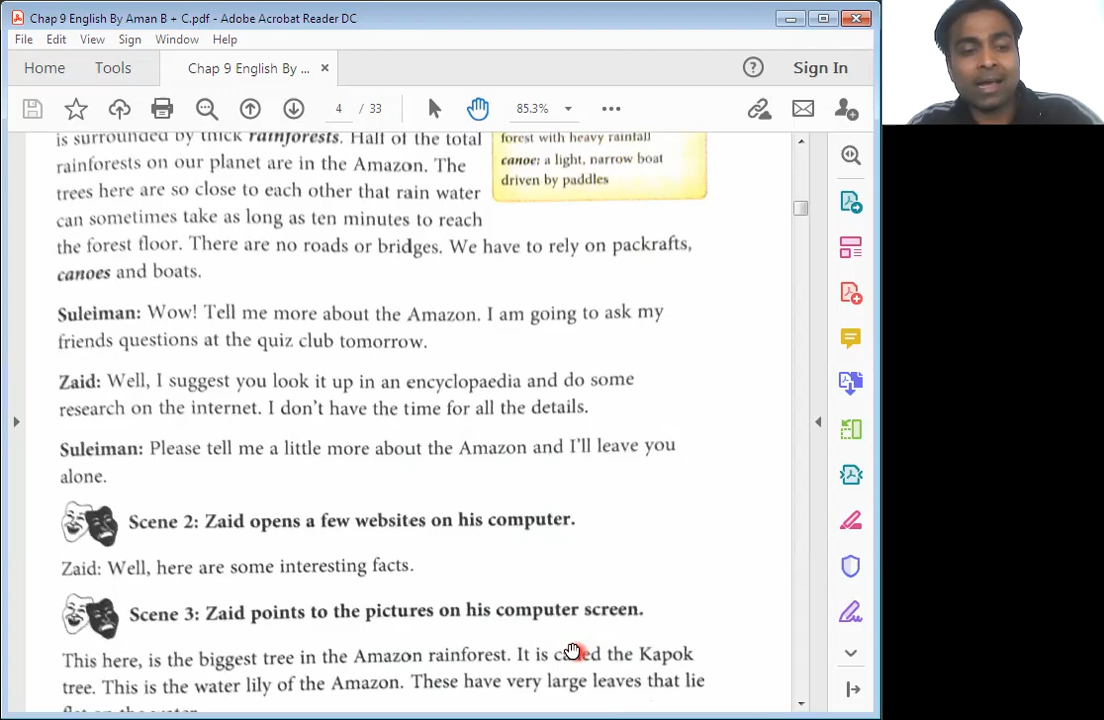 Chap 9 English By Aman B + C.pdf - Adobe Acrobat Reader DC
File Edit View Sign Window Help
Home Tools Chap 9 English By ... × Sign In
4 / 33 85.3%
is surrounded by thick rainforests. Half of the total
rainforests on our planet are in the Amazon. The
trees here are so close to each other that rain water
can sometimes take as long as ten minutes to reach
the forest floor. There are no roads or bridges. We have to rely on packrafts,
canoes and boats.
forest with heavy rainfall
canoe: a light, narrow boat
driven by paddles
Suleiman: Wow! Tell me more about the Amazon. I am going to ask my
friends questions at the quiz club tomorrow.
Zaid: Well, I suggest you look it up in an encyclopaedia and do some
research on the internet. I don't have the time for all the details.
Suleiman: Please tell me a little more about the Amazon and I'll leave you
alone.
Scene 2: Zaid opens a few websites on his computer.
Zaid: Well, here are some interesting facts.
Scene 3: Zaid points to the pictures on his computer screen.
This here, is the biggest tree in the Amazon rainforest. It is called the Kapok
tree. This is the water lily of the Amazon. These have very large leaves that lie
flat on the water